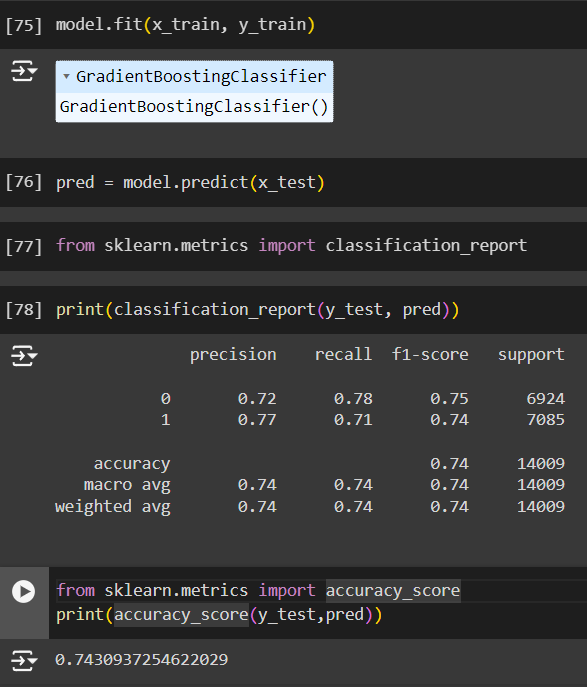 [75] model.fit(x_train, y_train)
GradientBoostingClassifier
GradientBoostingClassifier()
[76] pred = model.predict(x_test)
[77] from sklearn.metrics import classification_report
[78] print(classification_report(y_test, pred))
precision recall f1-score support
0 0.72 0.78 0.75 6924
1 0.77 0.71 0.74 7085
accuracy 0.74 14009
macro avg 0.74 0.74 0.74 14009
weighted avg 0.74 0.74 0.74 14009
from sklearn.metrics import accuracy_score
print(accuracy_score(y_test,pred))
0.7430937254622029